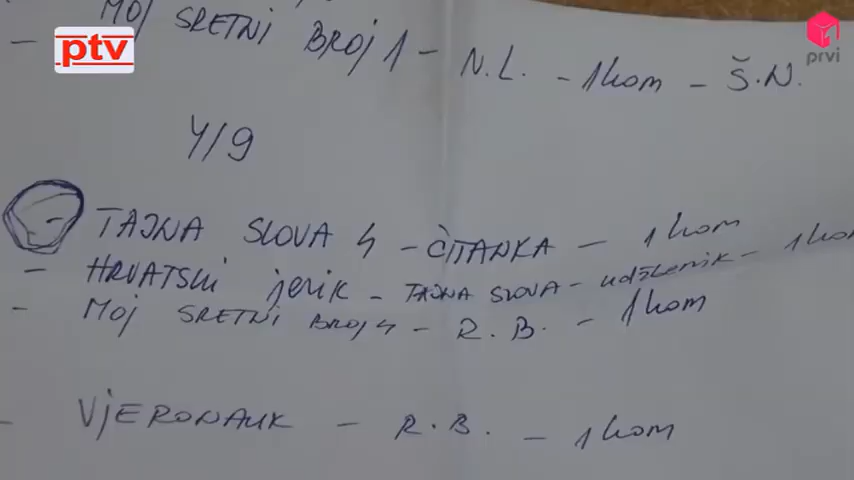 ptv
prvi
MOJ SRETNI BROJ 1 - N.L. - 1kom - Š.N.
4/9
- TAJNA SLOVA 4 - ČITANKA - 1kom
- HRVATSKI jezik - TAJNA SLOVA - udžbenik - 1kom
- MOJ SRETNI BROJ 4 - R.B. - 1kom
- VJERONAUK - R.B. - 1kom